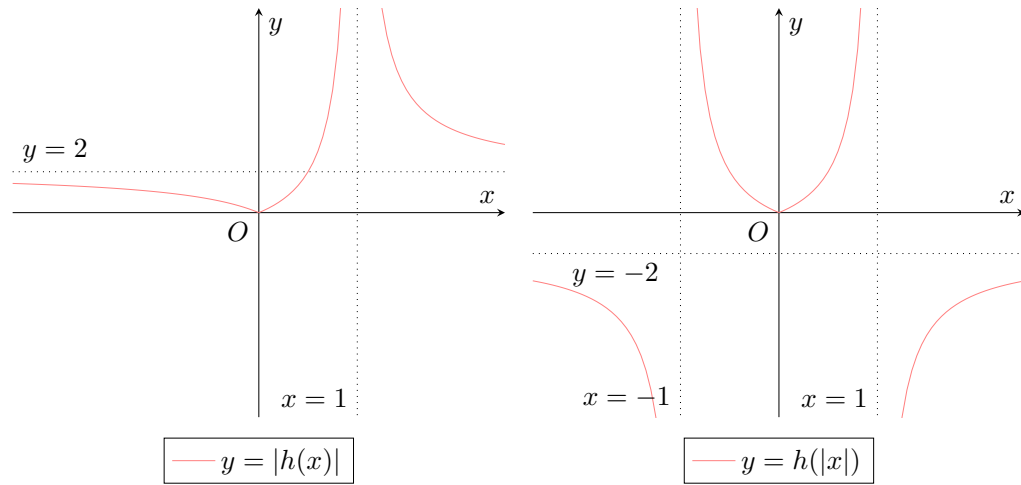 y
y = 2
x
O
x = 1
y = |h(x)|
y
x
O
y = −2
x = −1
x = 1
y = h(|x|)